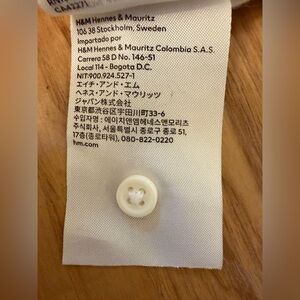 H&M Hennes & Mauritz
106 38 Stockholm, Sweden
Importado por
H&M Hennes & Mauritz Colombia S.A.S.
Carrera 58 D No. 146-51
Local 114 - Bogota D.C.
NIT:900.924.527-1
エイチ・アンド・エム
ヘネス・アンド・マウリッツ
ジャパン株式会社
東京都渋谷区宇田川町33-6
수입자명 : 에이치앤엠헤네스앤모리츠
주식회사, 서울특별시 종로구 종로 51,
17층(종로타워), 080-822-0220
hm.com